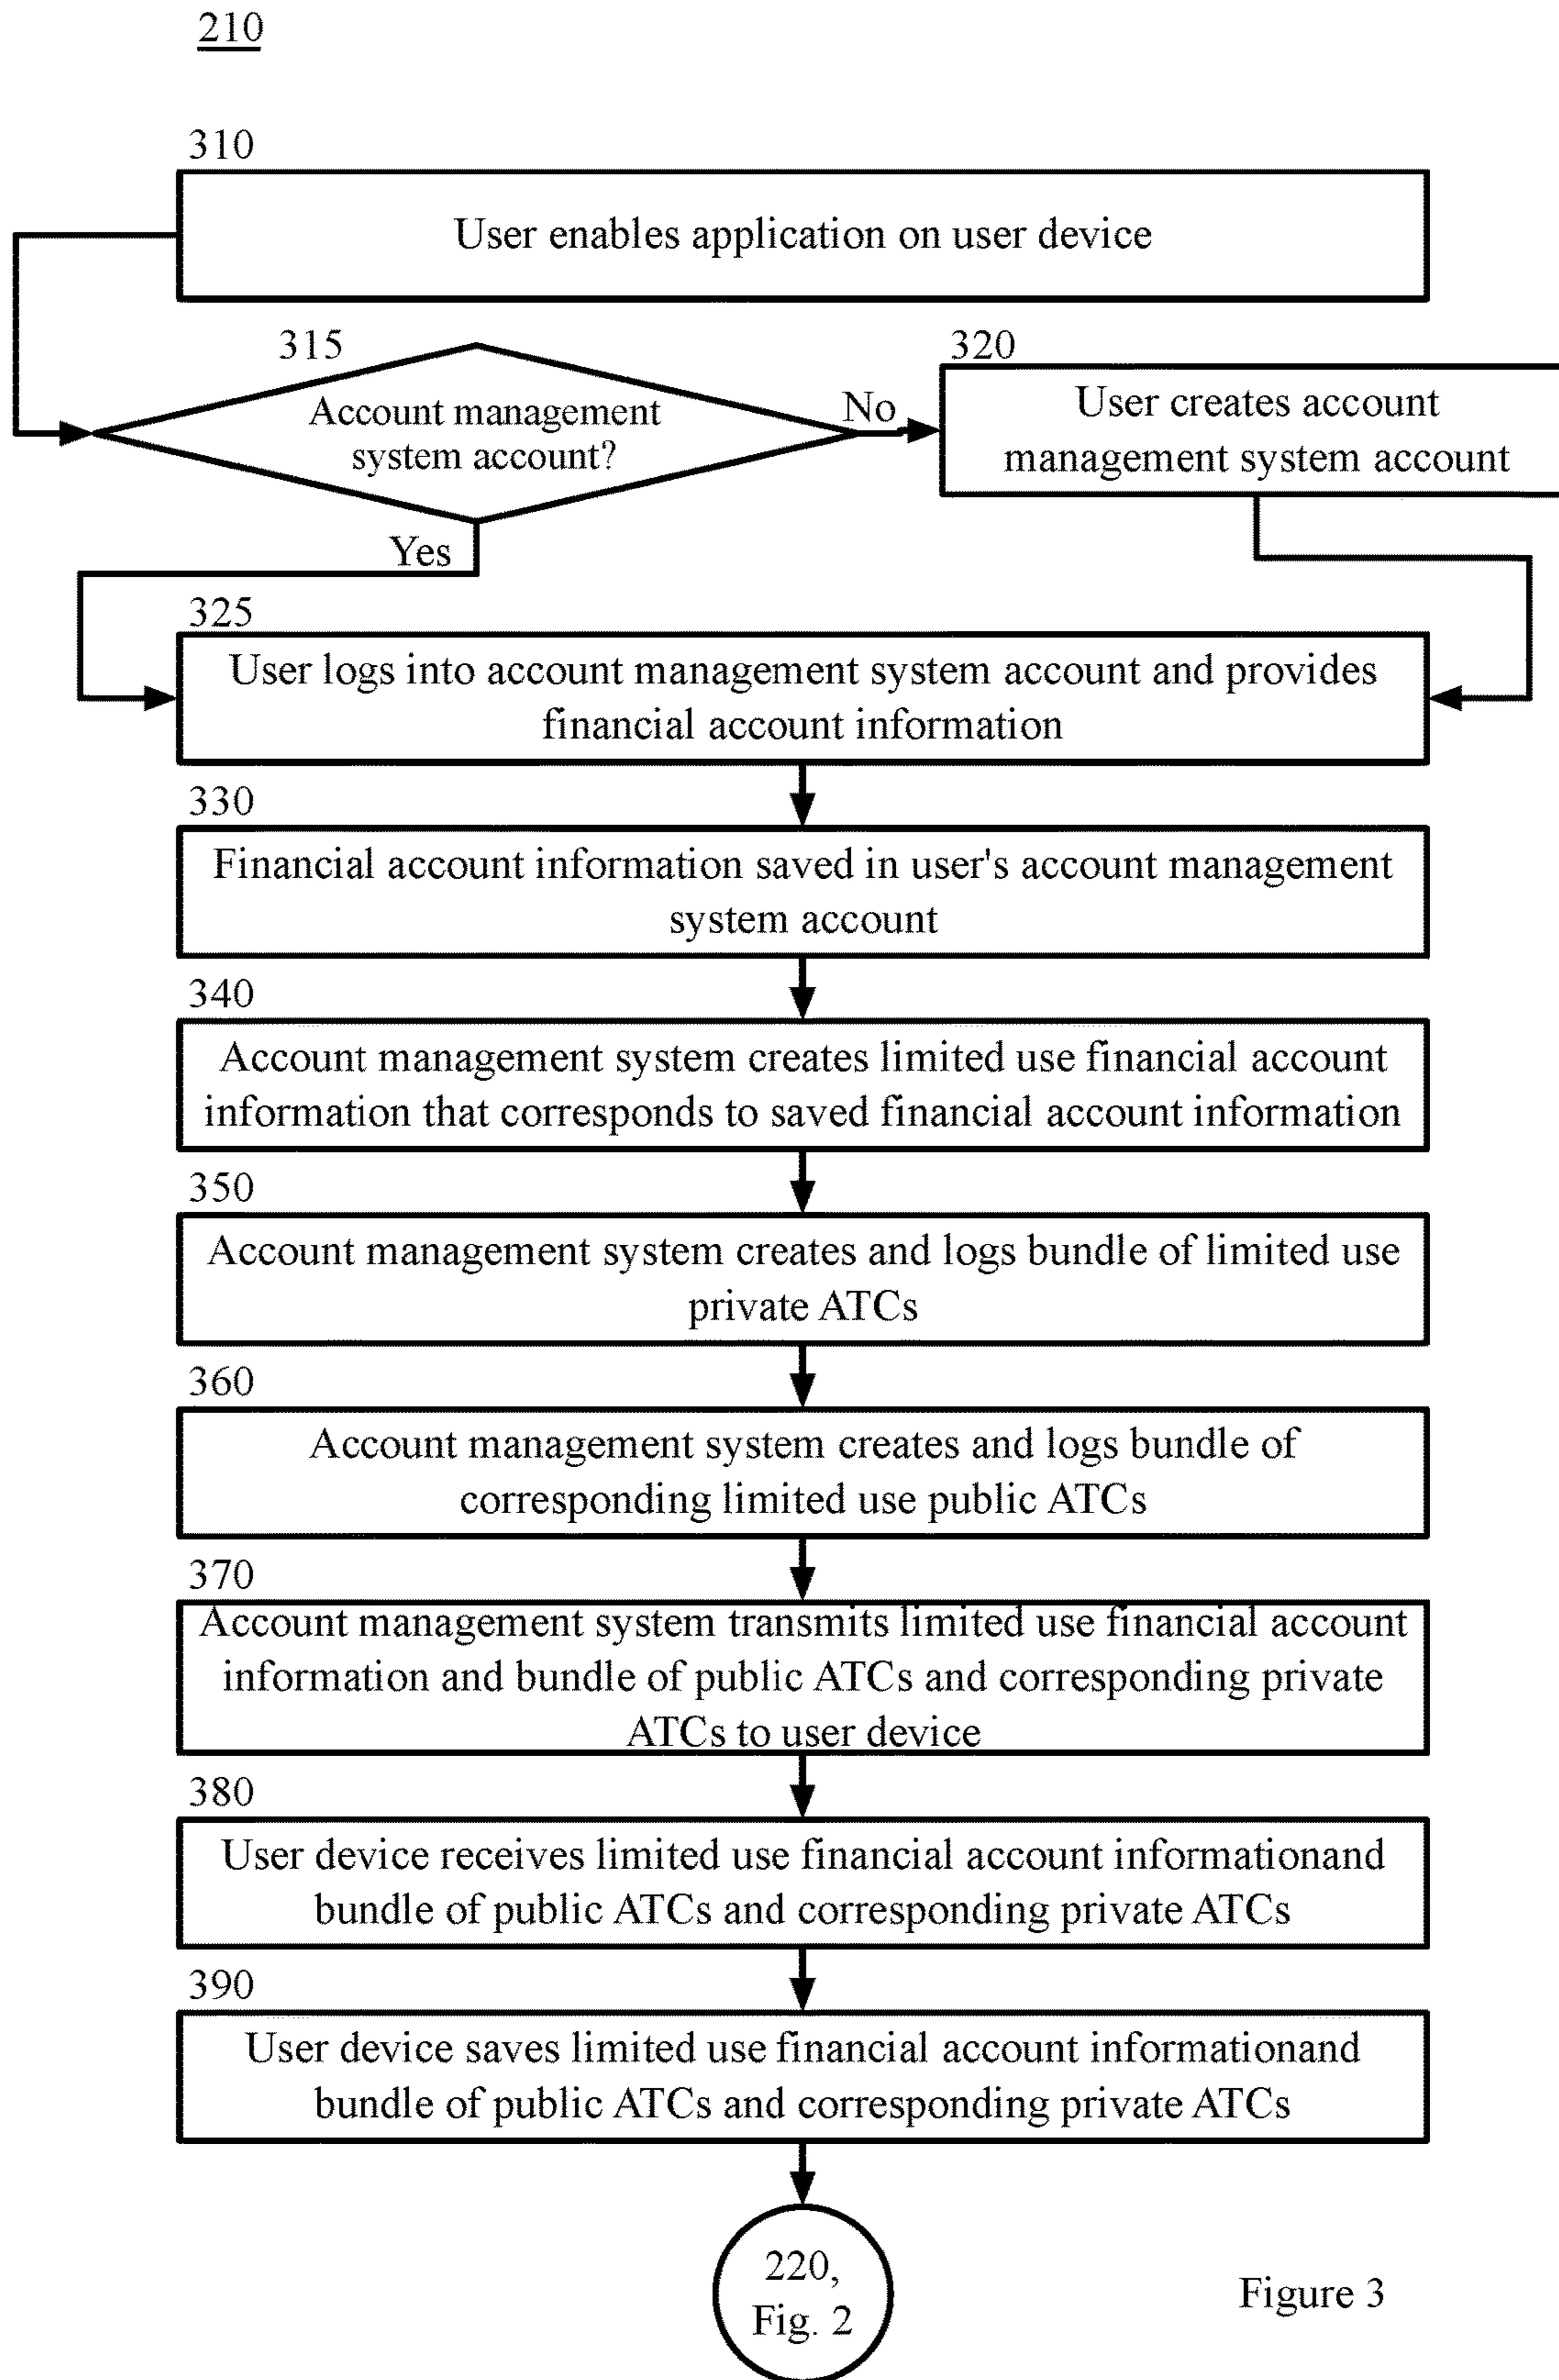 210
310
User enables application on user device
315
Account management
system account?
No
320
User creates account
management system account
Yes
325
User logs into account management system account and provides
financial account information
330
Financial account information saved in user's account management
system account
340
Account management system creates limited use financial account
information that corresponds to saved financial account information
350
Account management system creates and logs bundle of limited use
private ATCs
360
Account management system creates and logs bundle of
corresponding limited use public ATCs
370
Account management system transmits limited use financial account
information and bundle of public ATCs and corresponding private
ATCs to user device
380
User device receives limited use financial account informationand
bundle of public ATCs and corresponding private ATCs
390
User device saves limited use financial account informationand
bundle of public ATCs and corresponding private ATCs
220,
Fig. 2
Figure 3